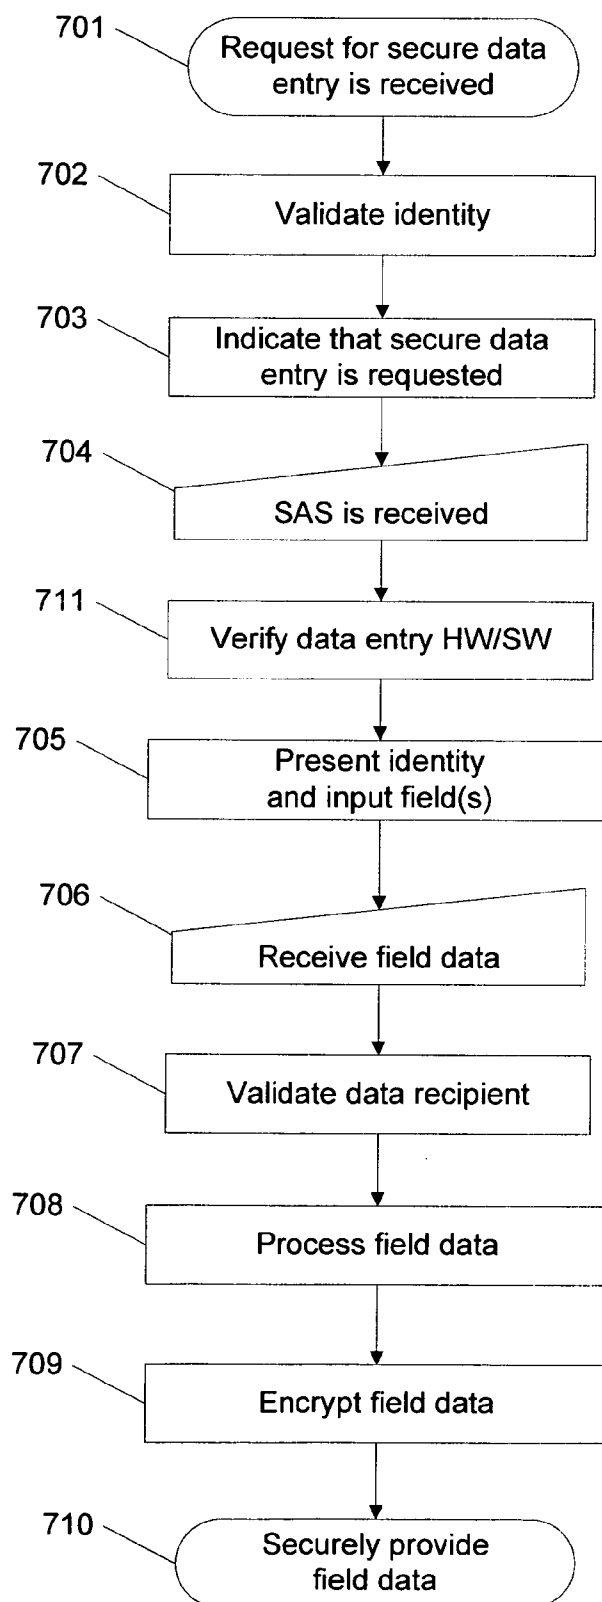 701
Request for secure data
entry is received
702
Validate identity
703
Indicate that secure data
entry is requested
704
SAS is received
711
Verify data entry HW/SW
705
Present identity
and input field(s)
706
Receive field data
707
Validate data recipient
708
Process field data
709
Encrypt field data
710
Securely provide
field data